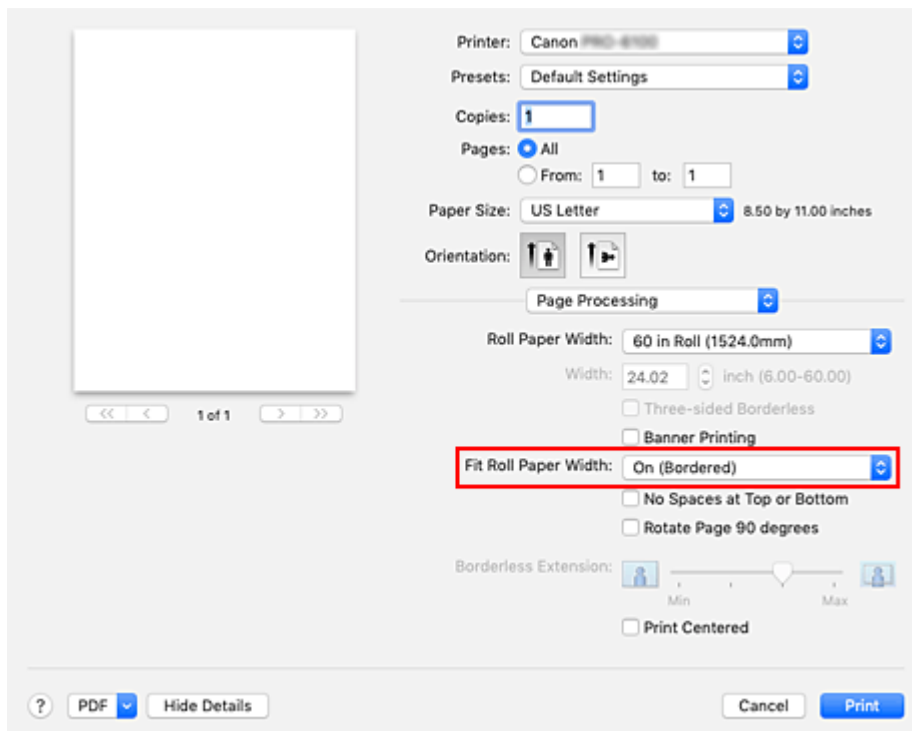 Printer: Canon
Presets: Default Settings
Copies: 1
Pages: All
From: 1 to: 1
Paper Size: US Letter 8.50 by 11.00 inches
Orientation:
Page Processing
Roll Paper Width: 60 in Roll (1524.0mm)
Width: 24.02 inch (6.00-60.00)
Three-sided Borderless
1 of 1
Banner Printing
Fit Roll Paper Width: On (Bordered)
No Spaces at Top or Bottom
Rotate Page 90 degrees
Borderless Extension:
Min Max
Print Centered
? PDF Hide Details Cancel Print